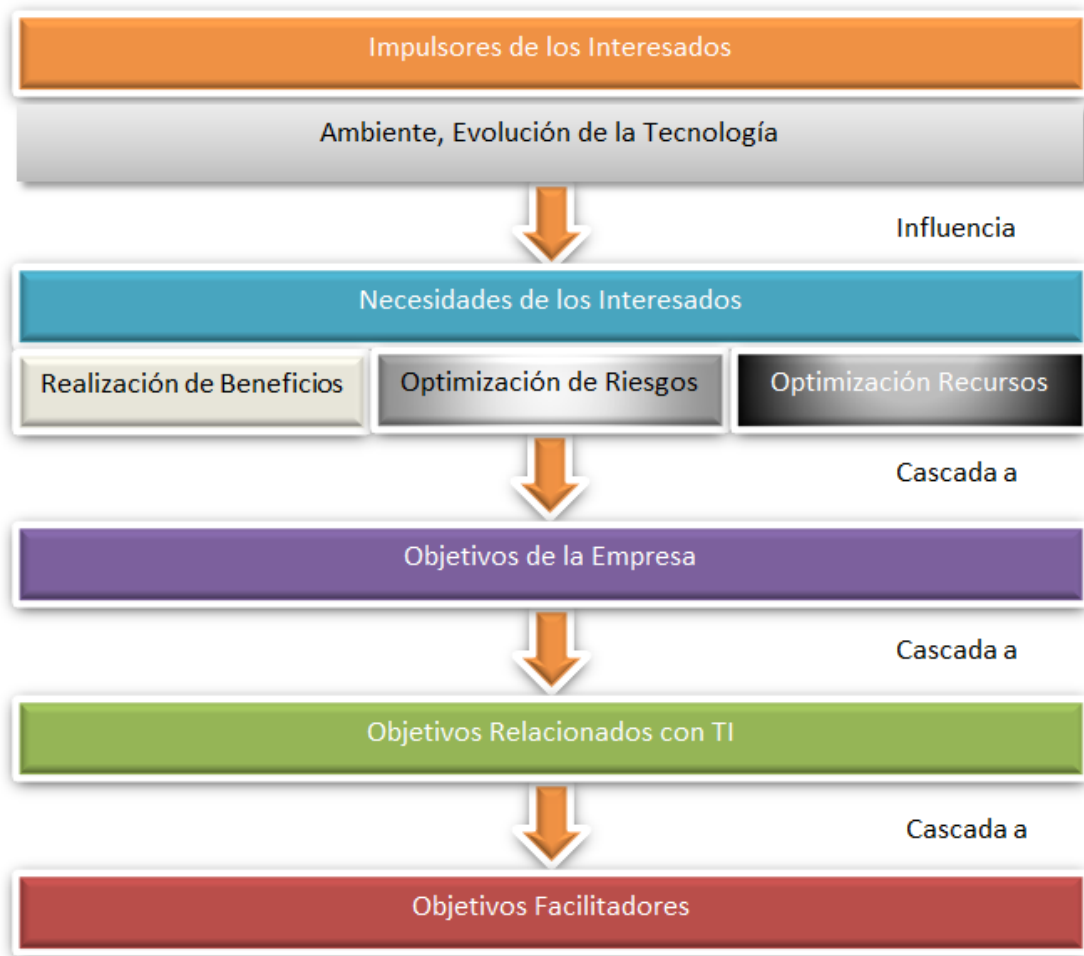 Impulsores de los Interesados
Ambiente, Evolución de la Tecnología
Influencia
Necesidades de los Interesados
Realización de Beneficios
Optimización de Riesgos
Optimización Recursos
Cascada a
Objetivos de la Empresa
Cascada a
Objetivos Relacionados con TI
Cascada a
Objetivos Facilitadores